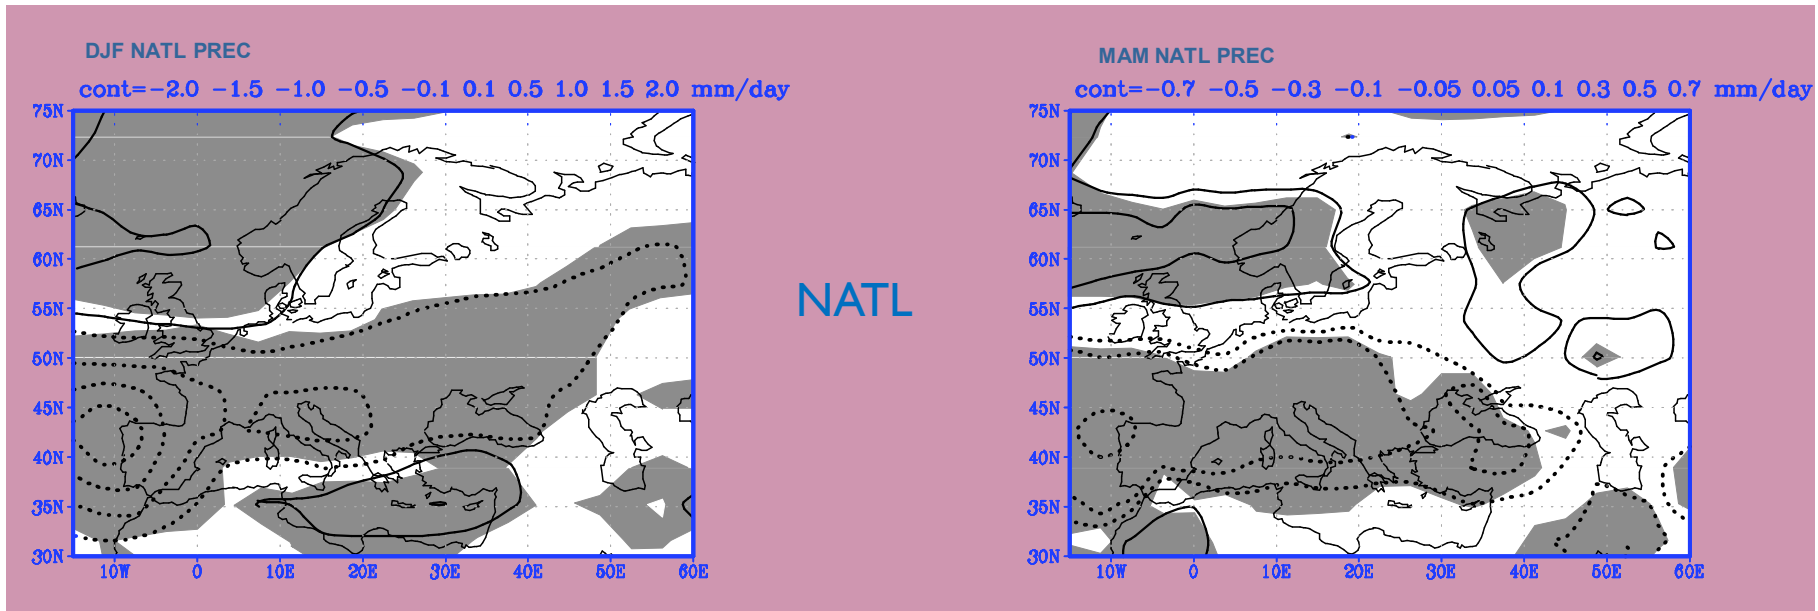 DJF NATL PREC
cont=-2.0 -1.5 -1.0 -0.5 -0.1 0.1 0.5 1.0 1.5 2.0 mm/day
75N
70N
65N
60N
55N
50N
45N
40N
35N
30N
10W 0 10E 20E 30E 40E 50E 60E
NATL
MAM NATL PREC
cont=-0.7 -0.5 -0.3 -0.1 -0.05 0.05 0.1 0.3 0.5 0.7 mm/day
75N
70N
65N
60N
55N
50N
45N
40N
35N
30N
10W 0 10E 20E 30E 40E 50E 60E